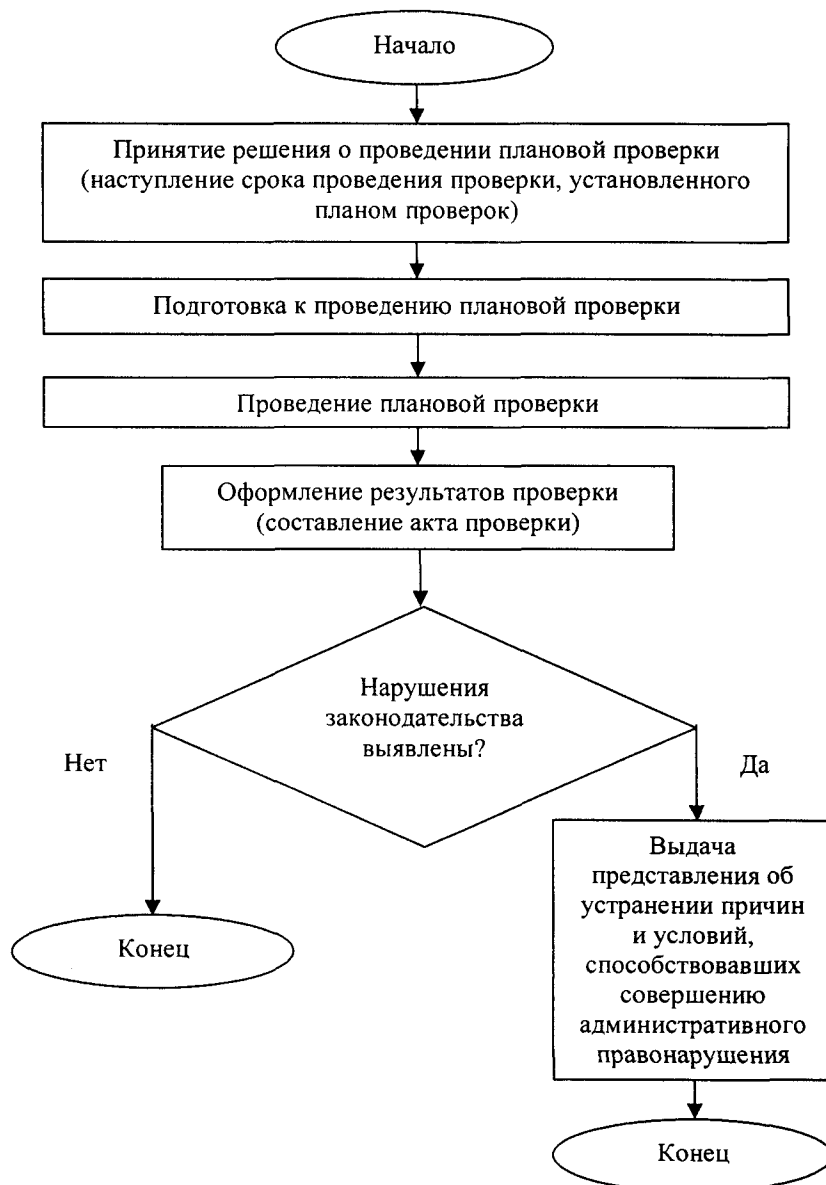 Начало
Принятие решения о проведении плановой проверки
(наступление срока проведения проверки, установленного
планом проверок)
Подготовка к проведению плановой проверки
Проведение плановой проверки
Оформление результатов проверки
(составление акта проверки)
Нарушения
законодательства
выявлены?
Нет
Да
Выдача
представления об
устранении причин
и условий,
способствовавших
совершению
административного
правонарушения
Конец
Конец